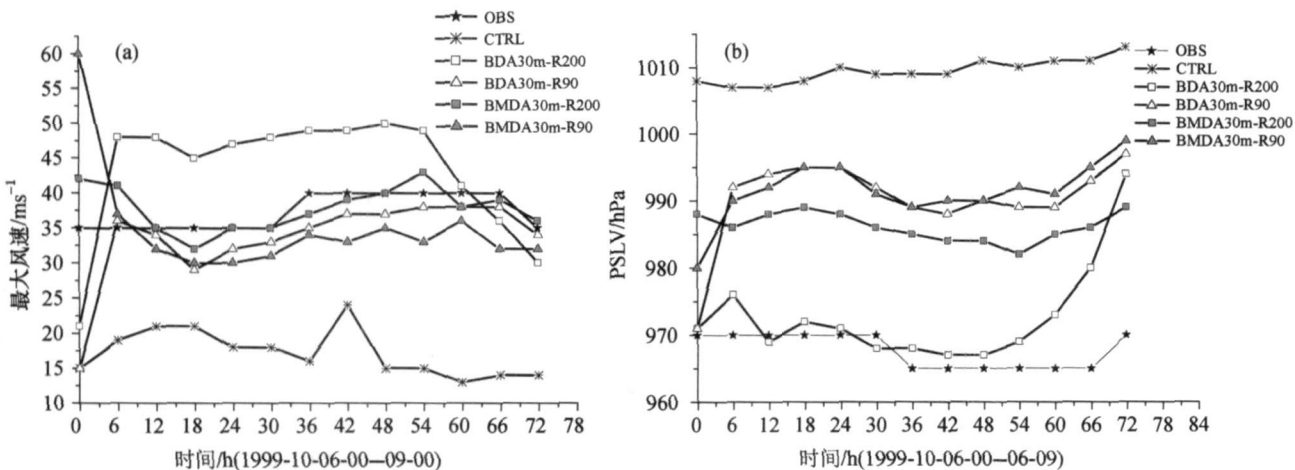 (a)
OBS
CTRL
BDA30m-R200
BDA30m-R90
BMDA30m-R200
BMDA30m-R90
60
55
50
45
40
35
30
25
20
15
10
最大风速/ms⁻¹
0 6 12 18 24 30 36 42 48 54 60 66 72 78
时间/h(1999-10-06-00—09-00)
(b)
OBS
CTRL
BDA30m-R200
BDA30m-R90
BMDA30m-R200
BMDA30m-R90
1010
1000
990
980
970
960
PSLV/hPa
0 6 12 18 24 30 36 42 48 54 60 66 72 78 84
时间/h(1999-10-06-00—06-09)